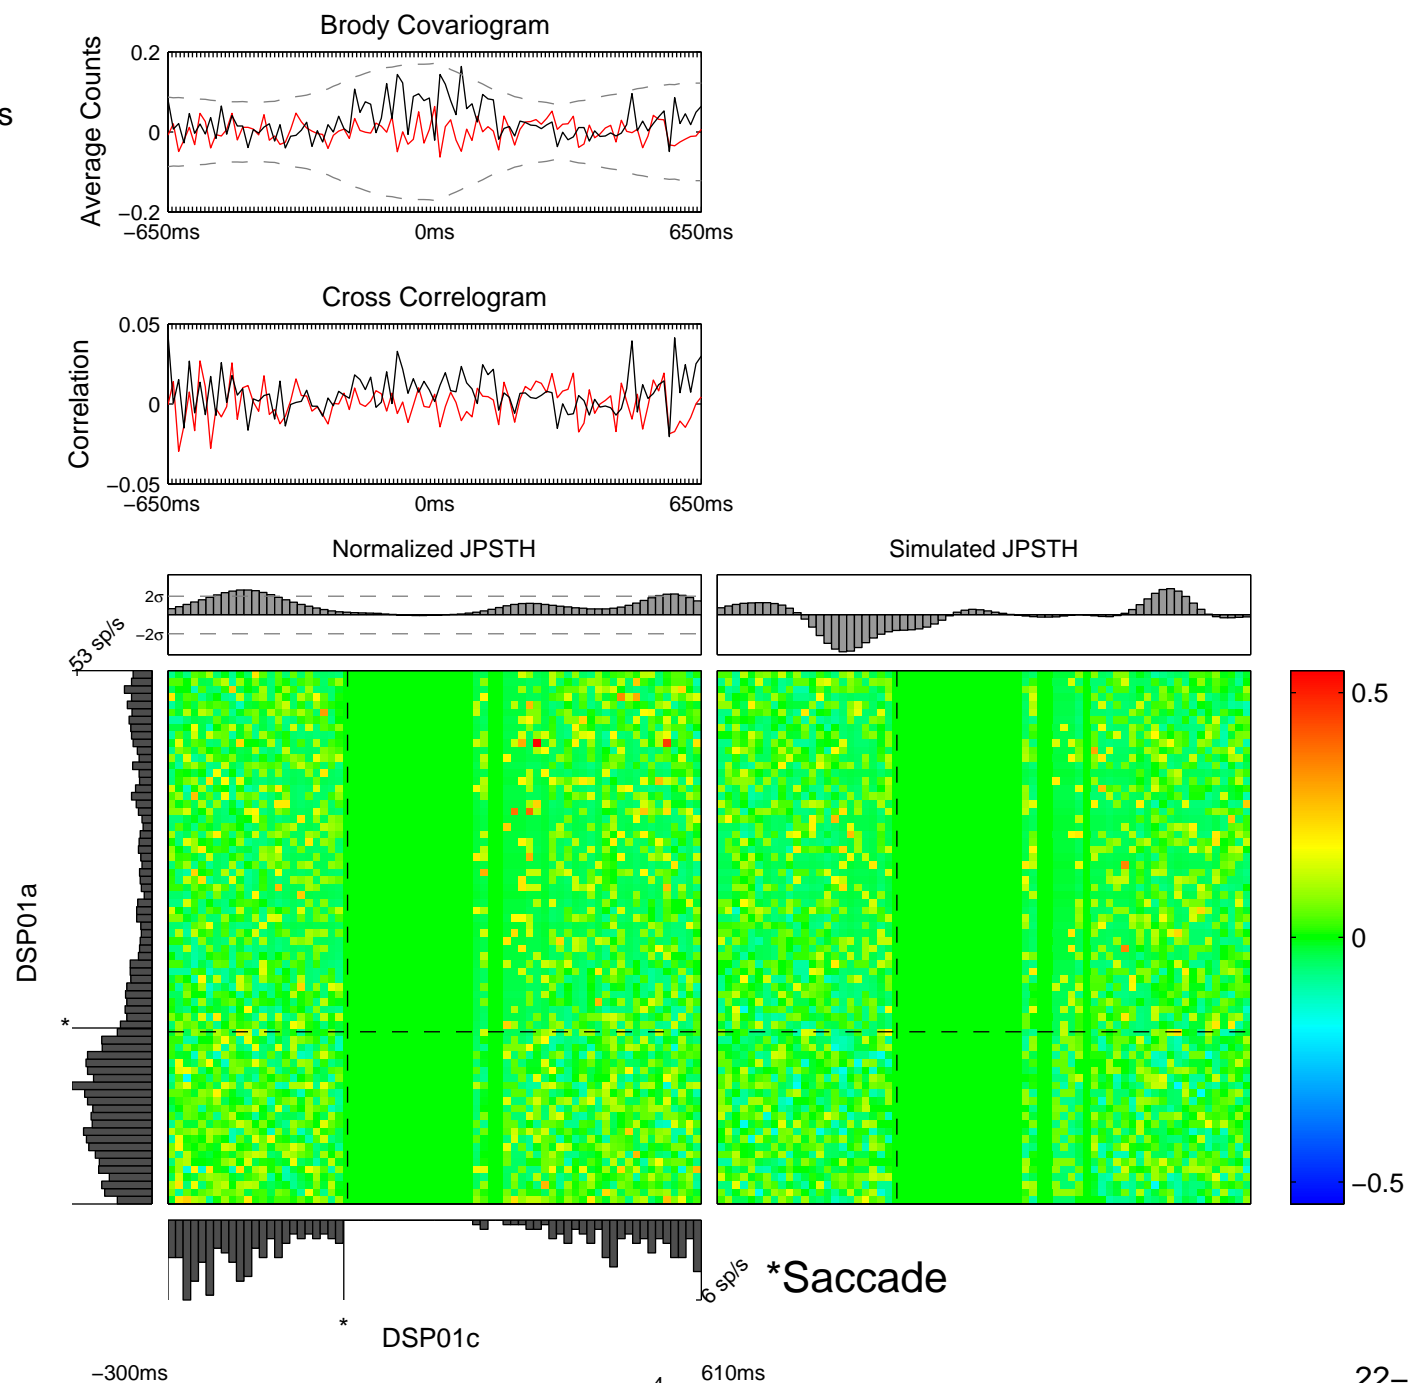 Brody Covariogram
s
Average Counts
0.2
0
−0.2
−650ms
0ms
650ms
Cross Correlogram
Correlation
0.05
0
−0.05
−650ms
0ms
650ms
Normalized JPSTH
Simulated JPSTH
2σ
−2σ
53 sp/s
DSP01a
*
0.5
0
−0.5
6 sp/s
*Saccade
*
DSP01c
−300ms
610ms
22−